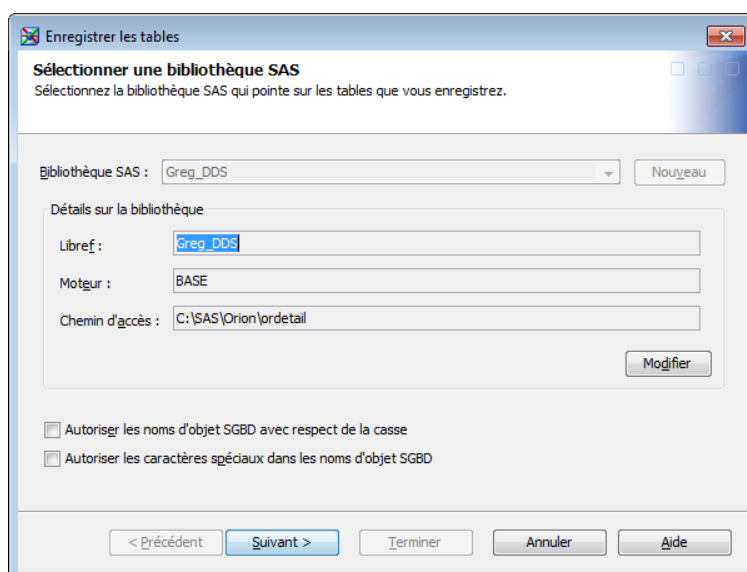 Enregistrer les tables
Sélectionner une bibliothèque SAS
Sélectionnez la bibliothèque SAS qui pointe sur les tables que vous enregistrez.
Bibliothèque SAS : Greg_DDS Nouveau
Détails sur la bibliothèque
Libref : Greg_DDS
Moteur : BASE
Chemin d'accès : C:\SAS\Orion\ordetail
Modifier
Autoriser les noms d'objet SGBD avec respect de la casse
Autoriser les caractères spéciaux dans les noms d'objet SGBD
< Précédent Suivant > Terminer Annuler Aide